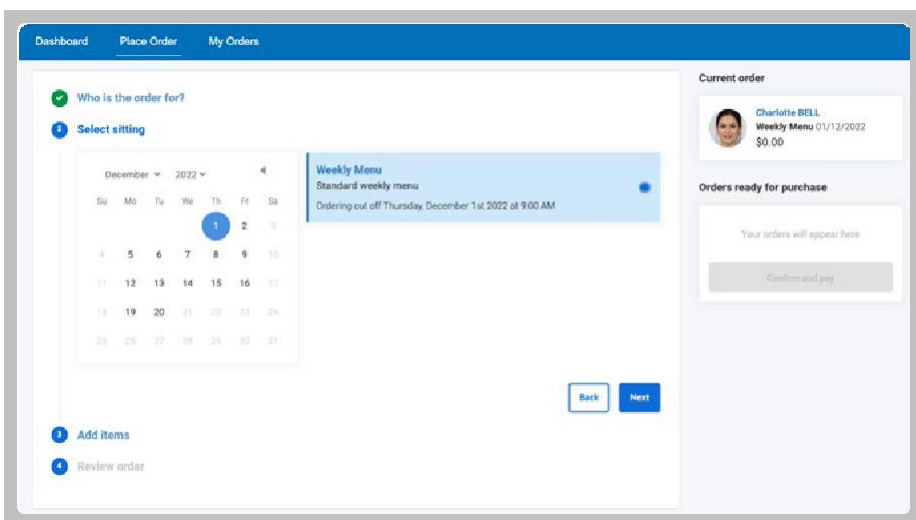 Dashboard Place Order My Orders
Who is the order for?
2 Select sitting
December 2022
Su Mo Tu We Th Fr Sa
1 2 3
4 5 6 7 8 9 10
11 12 13 14 15 16 17
18 19 20 21 22 23 24
25 26 27 28 29 30 31
Weekly Menu
Standard weekly menu
Ordering cut off Thursday, December 1st 2022 at 9:00 AM
Back Next
3 Add items
4 Review order
Current order
Charlotte BELL
Weekly Menu 01/12/2022
$0.00
Orders ready for purchase
Your orders will appear here
Confirm and pay